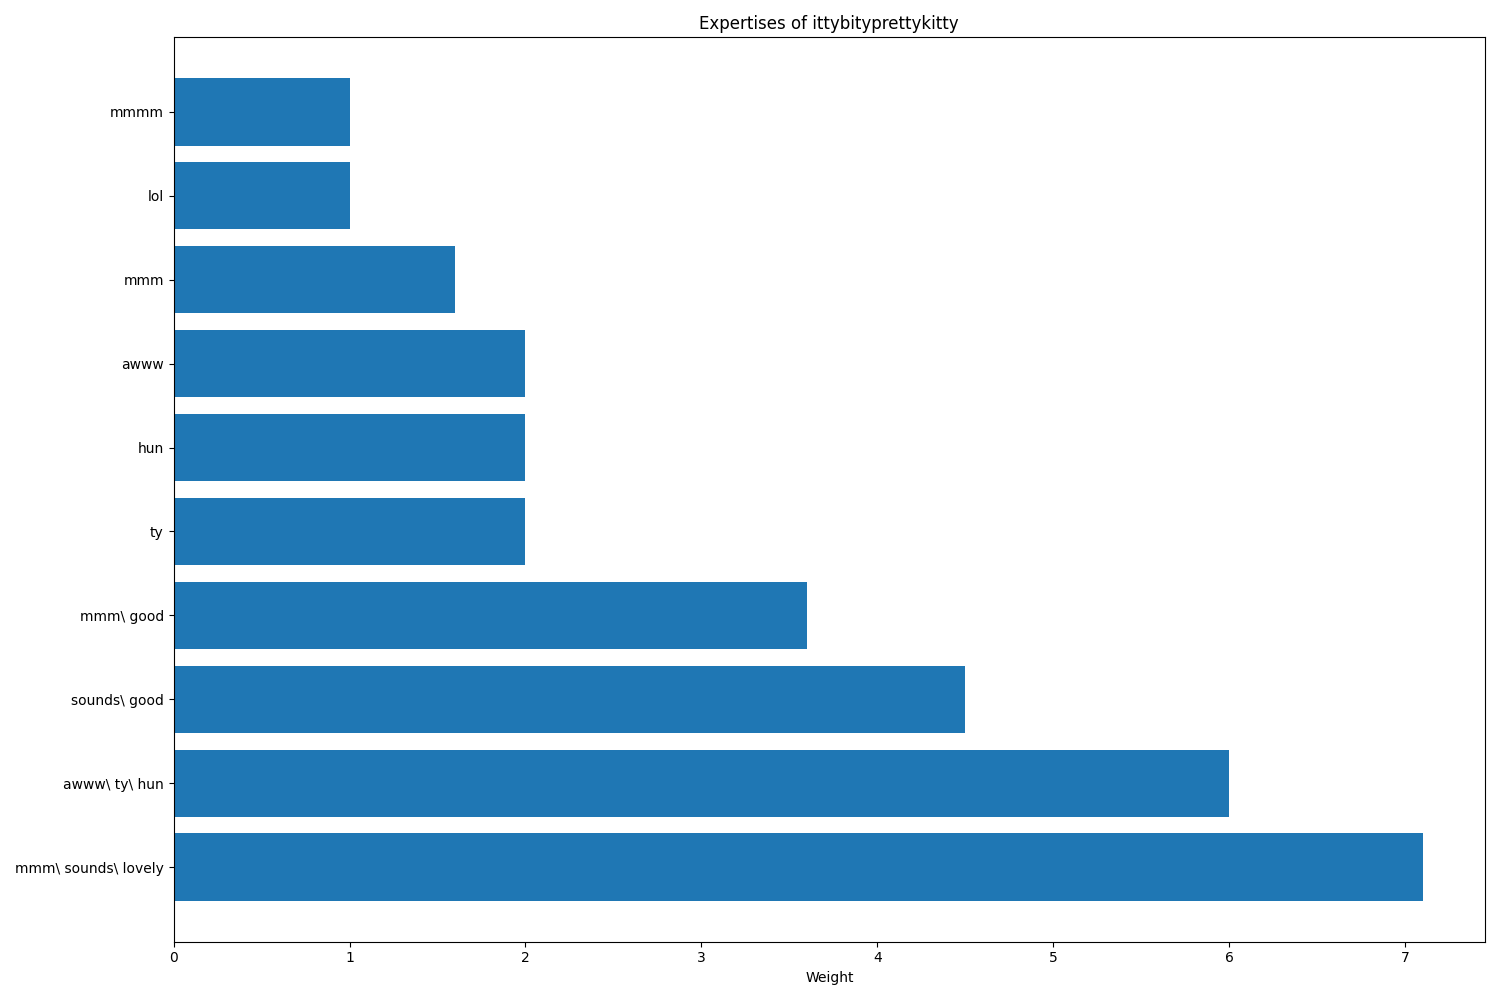 Expertises of ittybityprettykitty
mmmm
lol
mmm
awww
hun
ty
mmm\ good
sounds\ good
awww\ ty\ hun
mmm\ sounds\ lovely
0 1 2 3 4 5 6 7
Weight